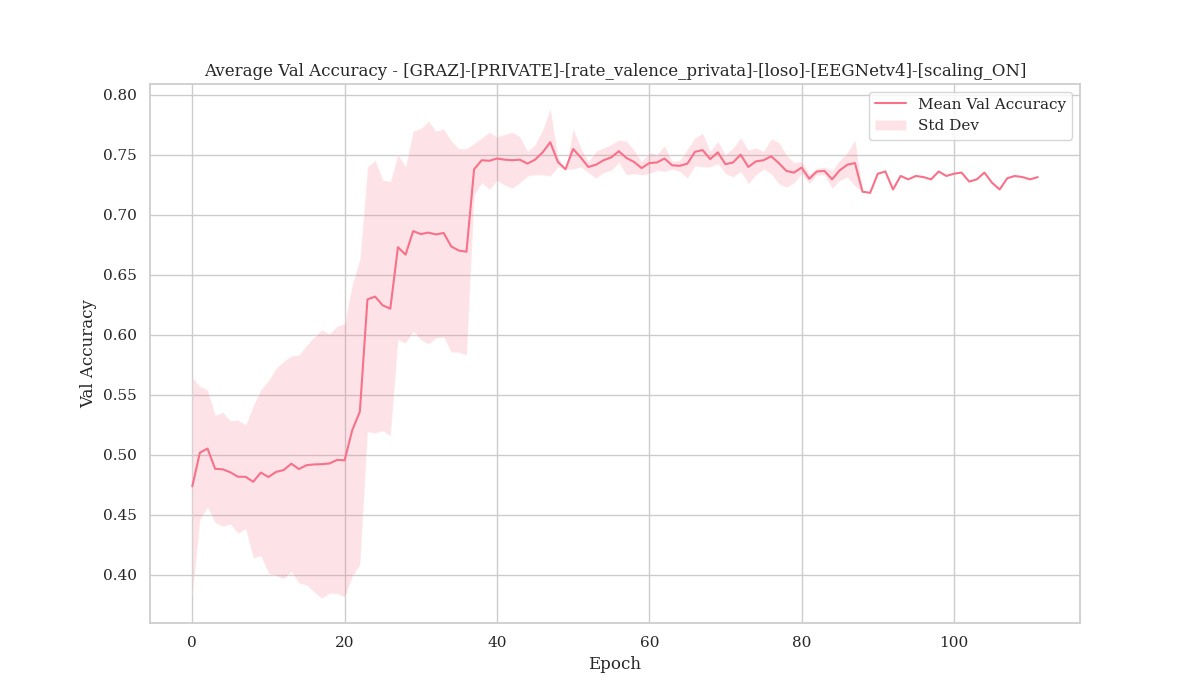 Average Val Accuracy - [GRAZ]-[PRIVATE]-[rate_valence_privata]-[loso]-[EEGNetv4]-[scaling_ON]
Mean Val Accuracy
Std Dev
0.80
0.75
0.70
0.65
0.60
0.55
0.50
0.45
0.40
Val Accuracy
0 20 40 60 80 100
Epoch